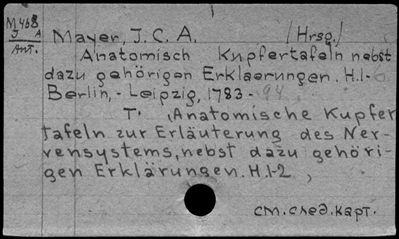 M468
J A
Ant.
Mayer, J. C. A. /Hrsg./
Anatomisch Kupfertafeln nebst
dazu gehörigen Erklaerungen. H.1-6
Berlin, - Leipzig, 1783 - 94
T. Anatomische Kupfer
tafeln zur Erläuterung des Ner-
vensystems, nebst dazu gehöri-
gen Erklärungen. H.1-2,
см. след. карт.